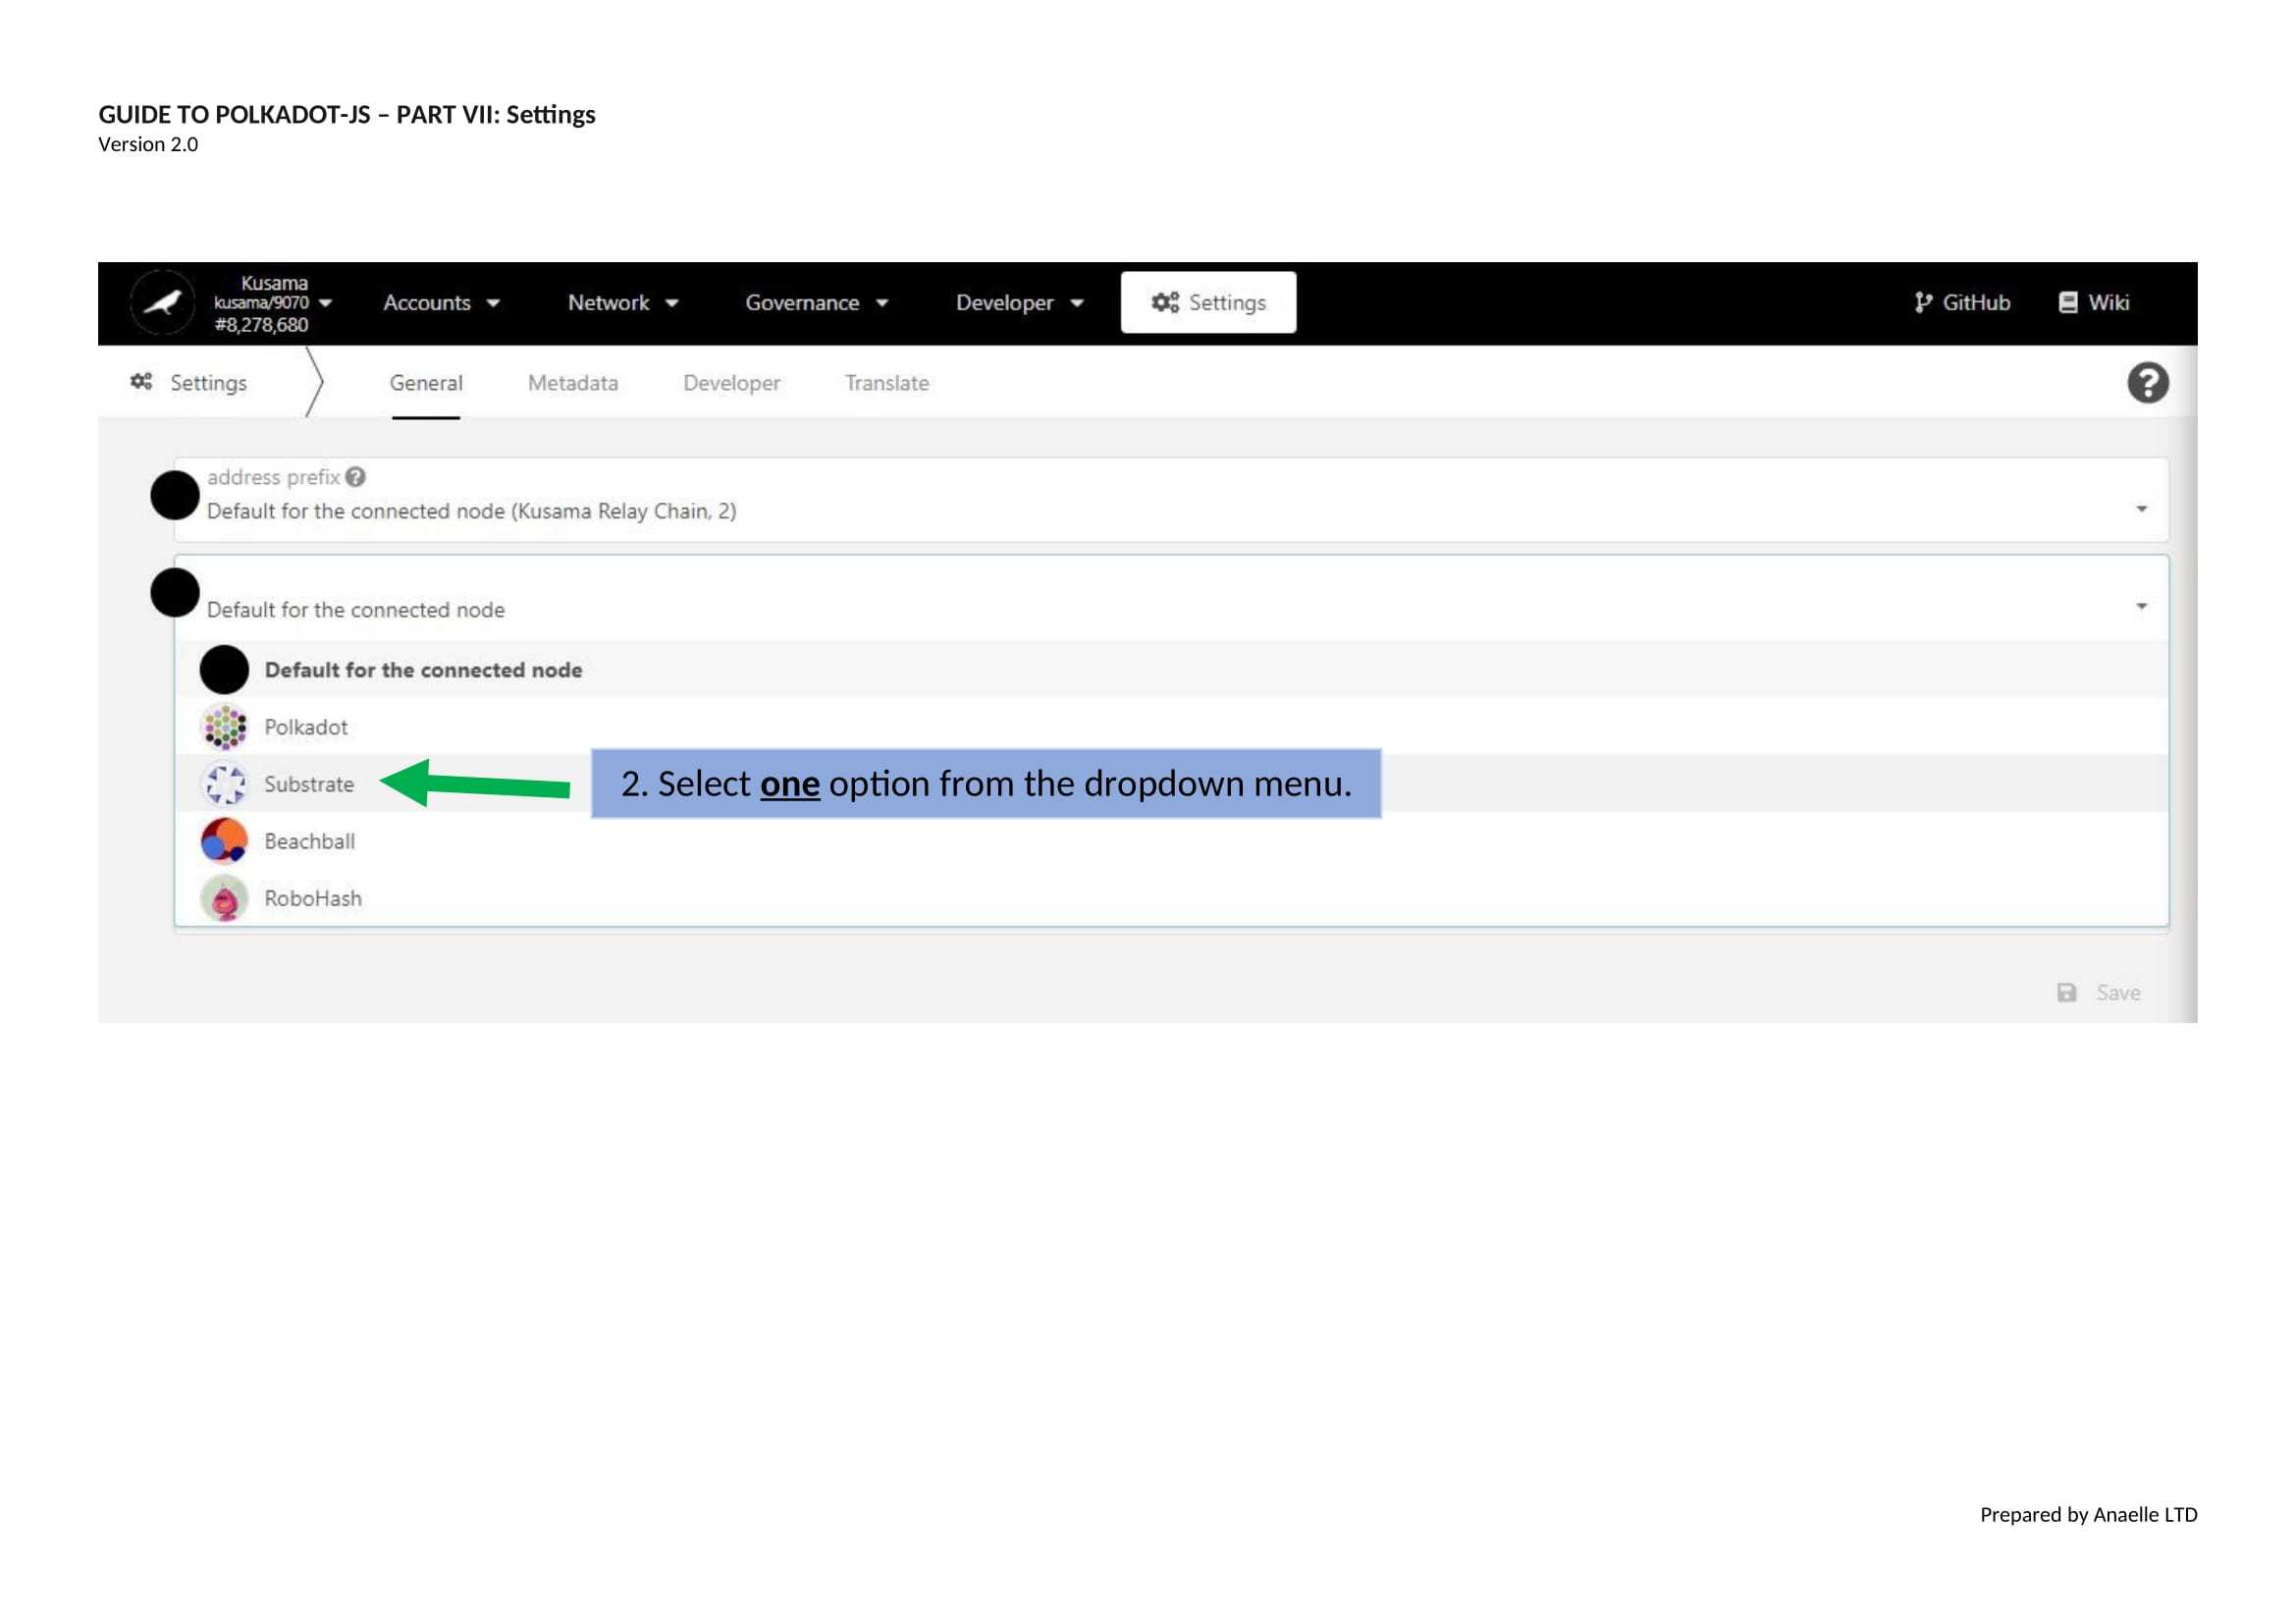 GUIDE TO POLKADOT-JS – PART VII: Settings
Version 2.0
Kusama
kusama/9070
#8,278,680
Accounts
Network
Governance
Developer
Settings
GitHub
Wiki
Settings
General
Metadata
Developer
Translate
address prefix
Default for the connected node (Kusama Relay Chain, 2)
Default for the connected node
Default for the connected node
Polkadot
Substrate
2. Select one option from the dropdown menu.
Beachball
RoboHash
Save
Prepared by Anaelle LTD